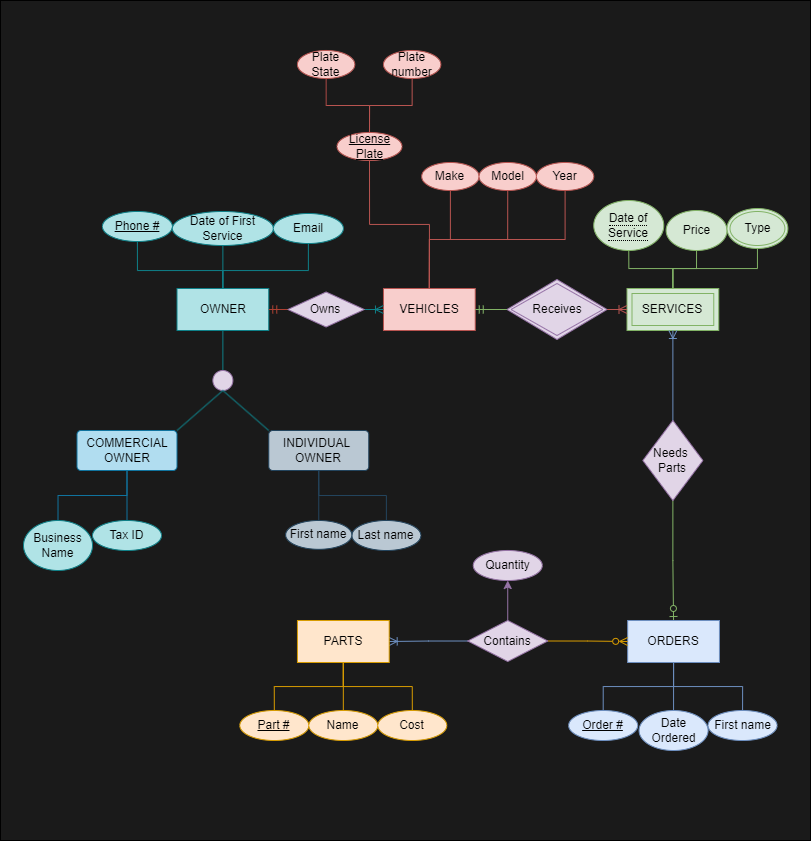 Plate
State
Plate
number
License
Plate
Make
Model
Year
Phone #
Date of First
Service
Email
Date of
Service
Price
Type
OWNER
Owns
VEHICLES
Receives
SERVICES
COMMERCIAL
OWNER
INDIVIDUAL
OWNER
Needs
Parts
Business
Name
Tax ID
First name
Last name
Quantity
PARTS
Contains
ORDERS
Part #
Name
Cost
Order #
Date
Ordered
First name